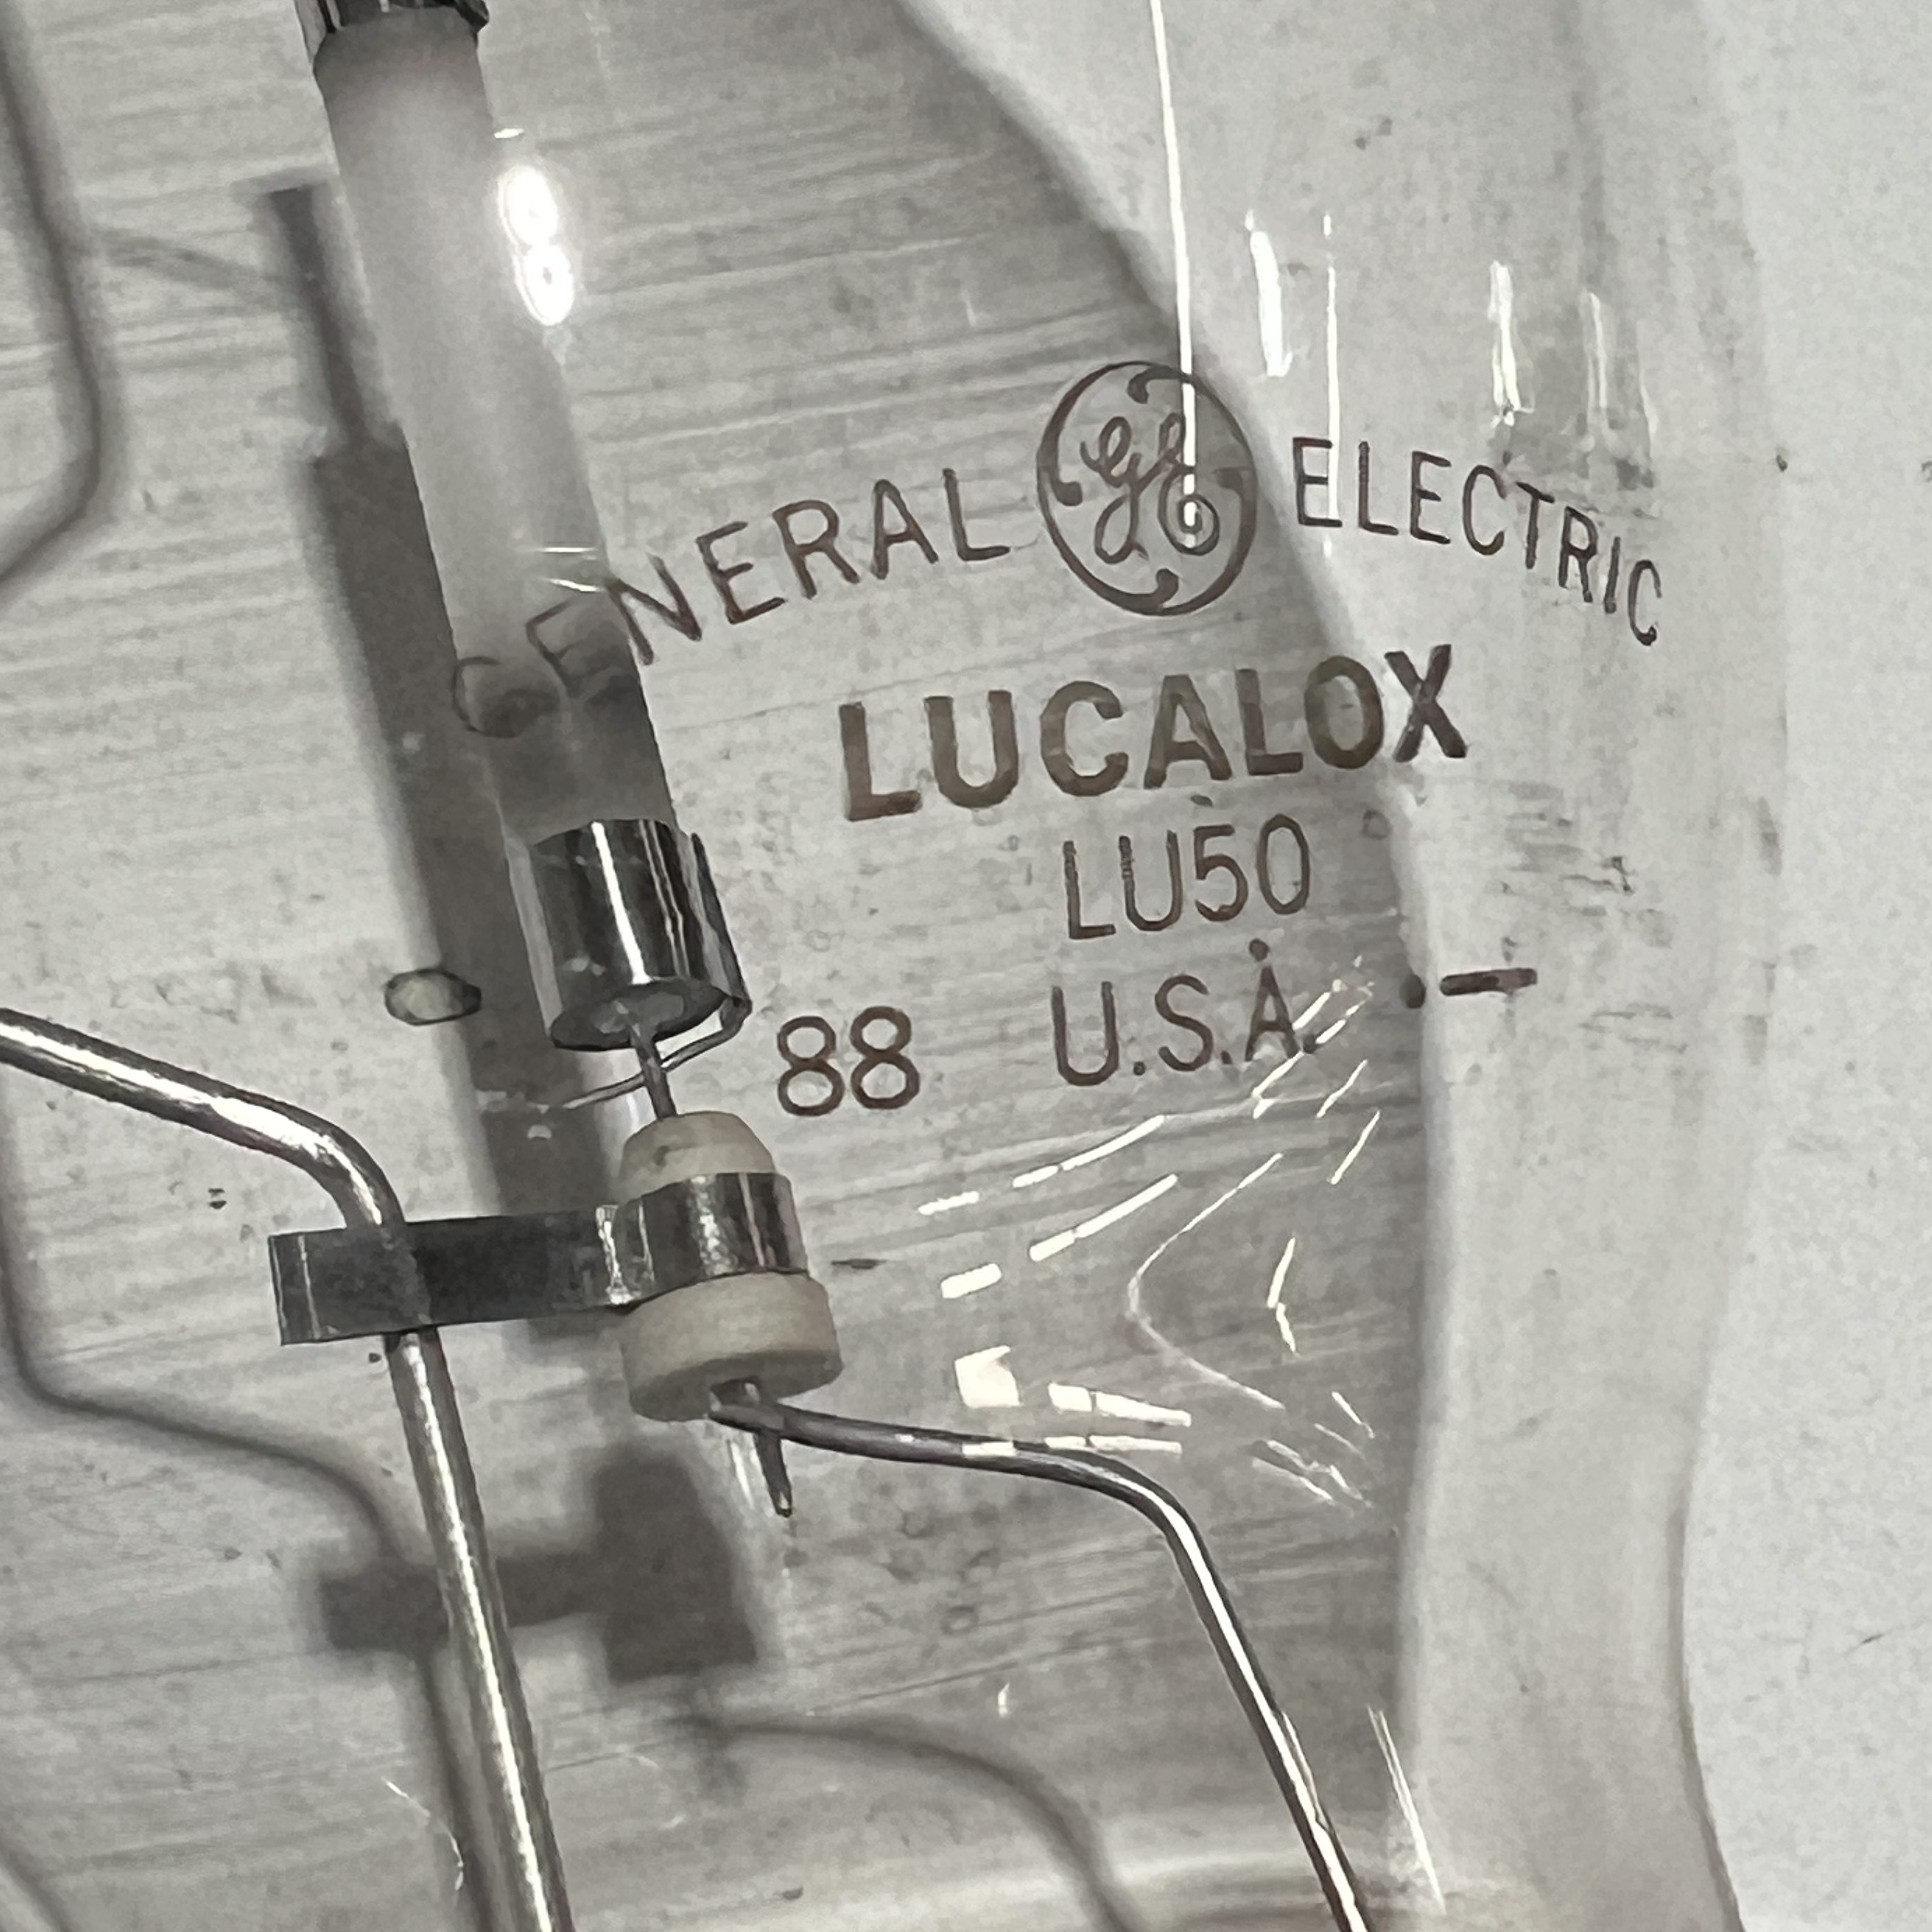 GENERAL GE ELECTRIC
LUCALOX
LU50
88 U.S.A.